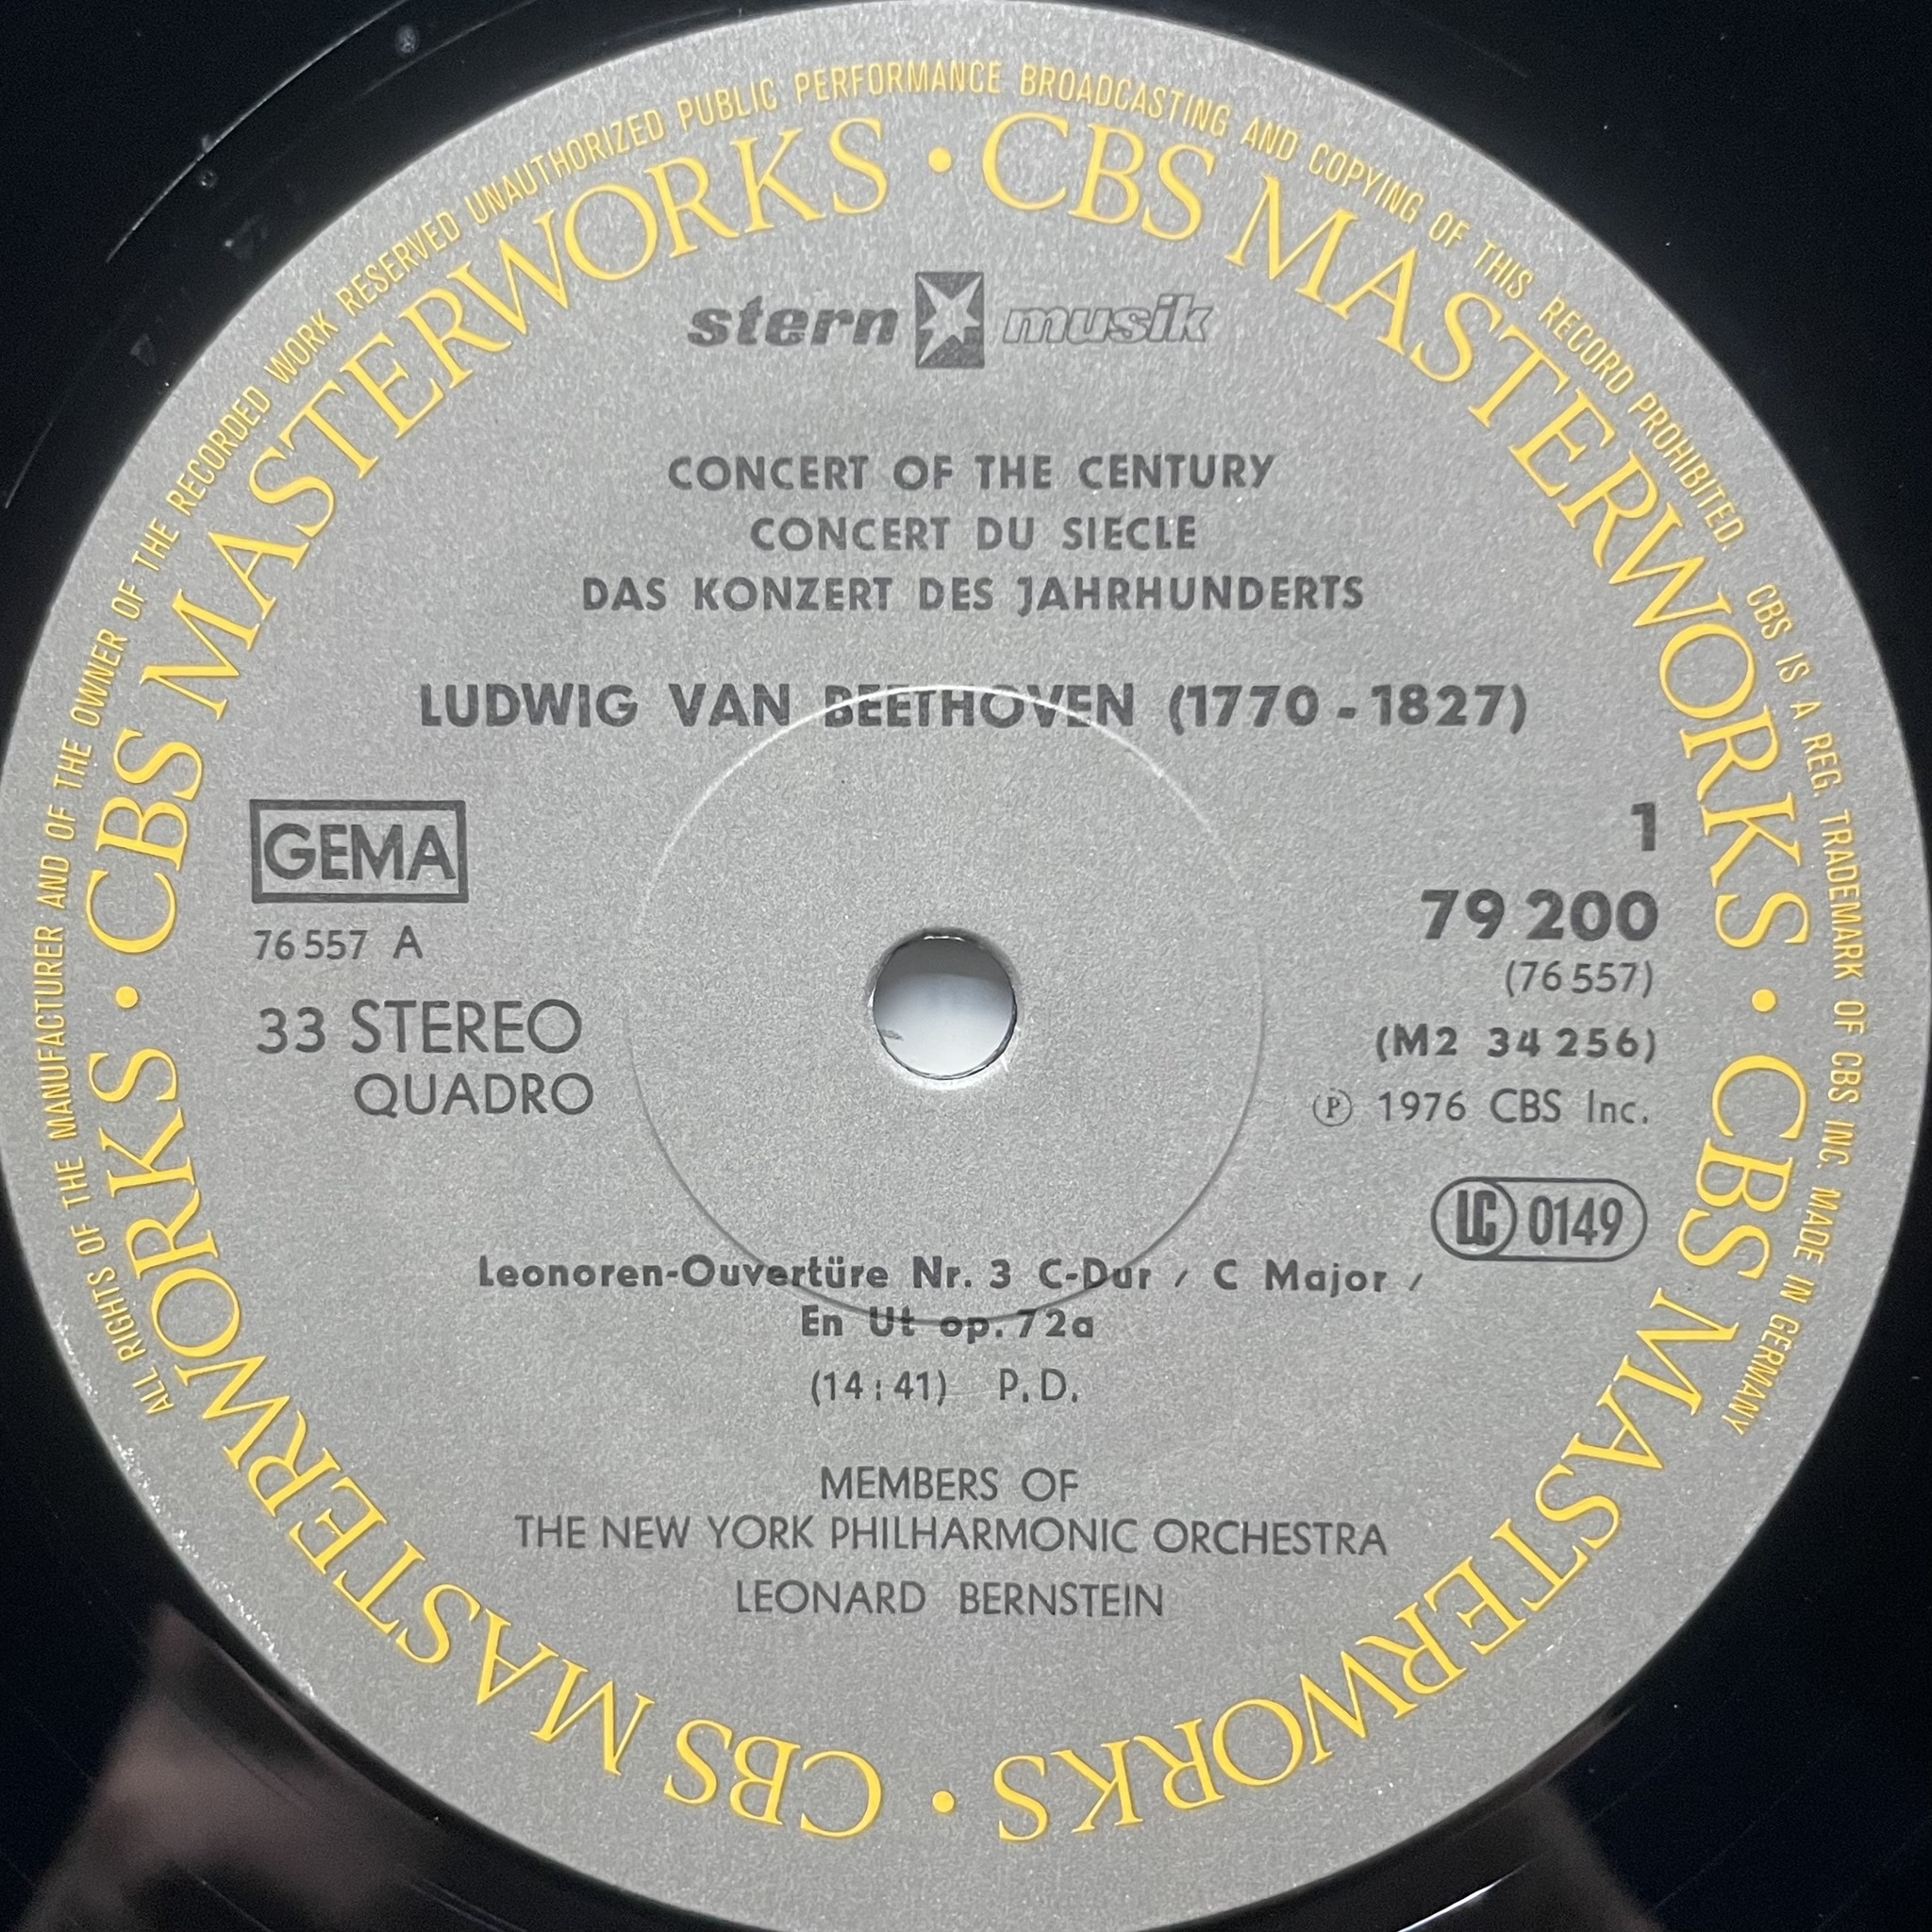 ALL RIGHTS OF THE MANUFACTURER AND OF THE OWNER OF THE RECORDED WORK RESERVED UNAUTHORIZED PUBLIC PERFORMANCE BROADCASTING AND COPYING OF THIS RECORD PROHIBITED. CBS IS A REG. TRADEMARK OF CBS INC. MADE IN GERMANY
CBS MASTERWORKS · CBS MASTERWORKS · CBS MASTERWORKS · CBS MASTERWORKS ·
stern musik
CONCERT OF THE CENTURY
CONCERT DU SIECLE
DAS KONZERT DES JAHRHUNDERTS
LUDWIG VAN BEETHOVEN (1770 - 1827)
GEMA
76 557 A
33 STEREO
QUADRO
1
79 200
(76 557)
(M2 34 256)
Ⓟ 1976 CBS Inc.
LC 0149
Leonoren-Ouvertüre Nr. 3 C-Dur / C Major /
En Ut op. 72a
(14:41) P.D.
MEMBERS OF
THE NEW YORK PHILHARMONIC ORCHESTRA
LEONARD BERNSTEIN